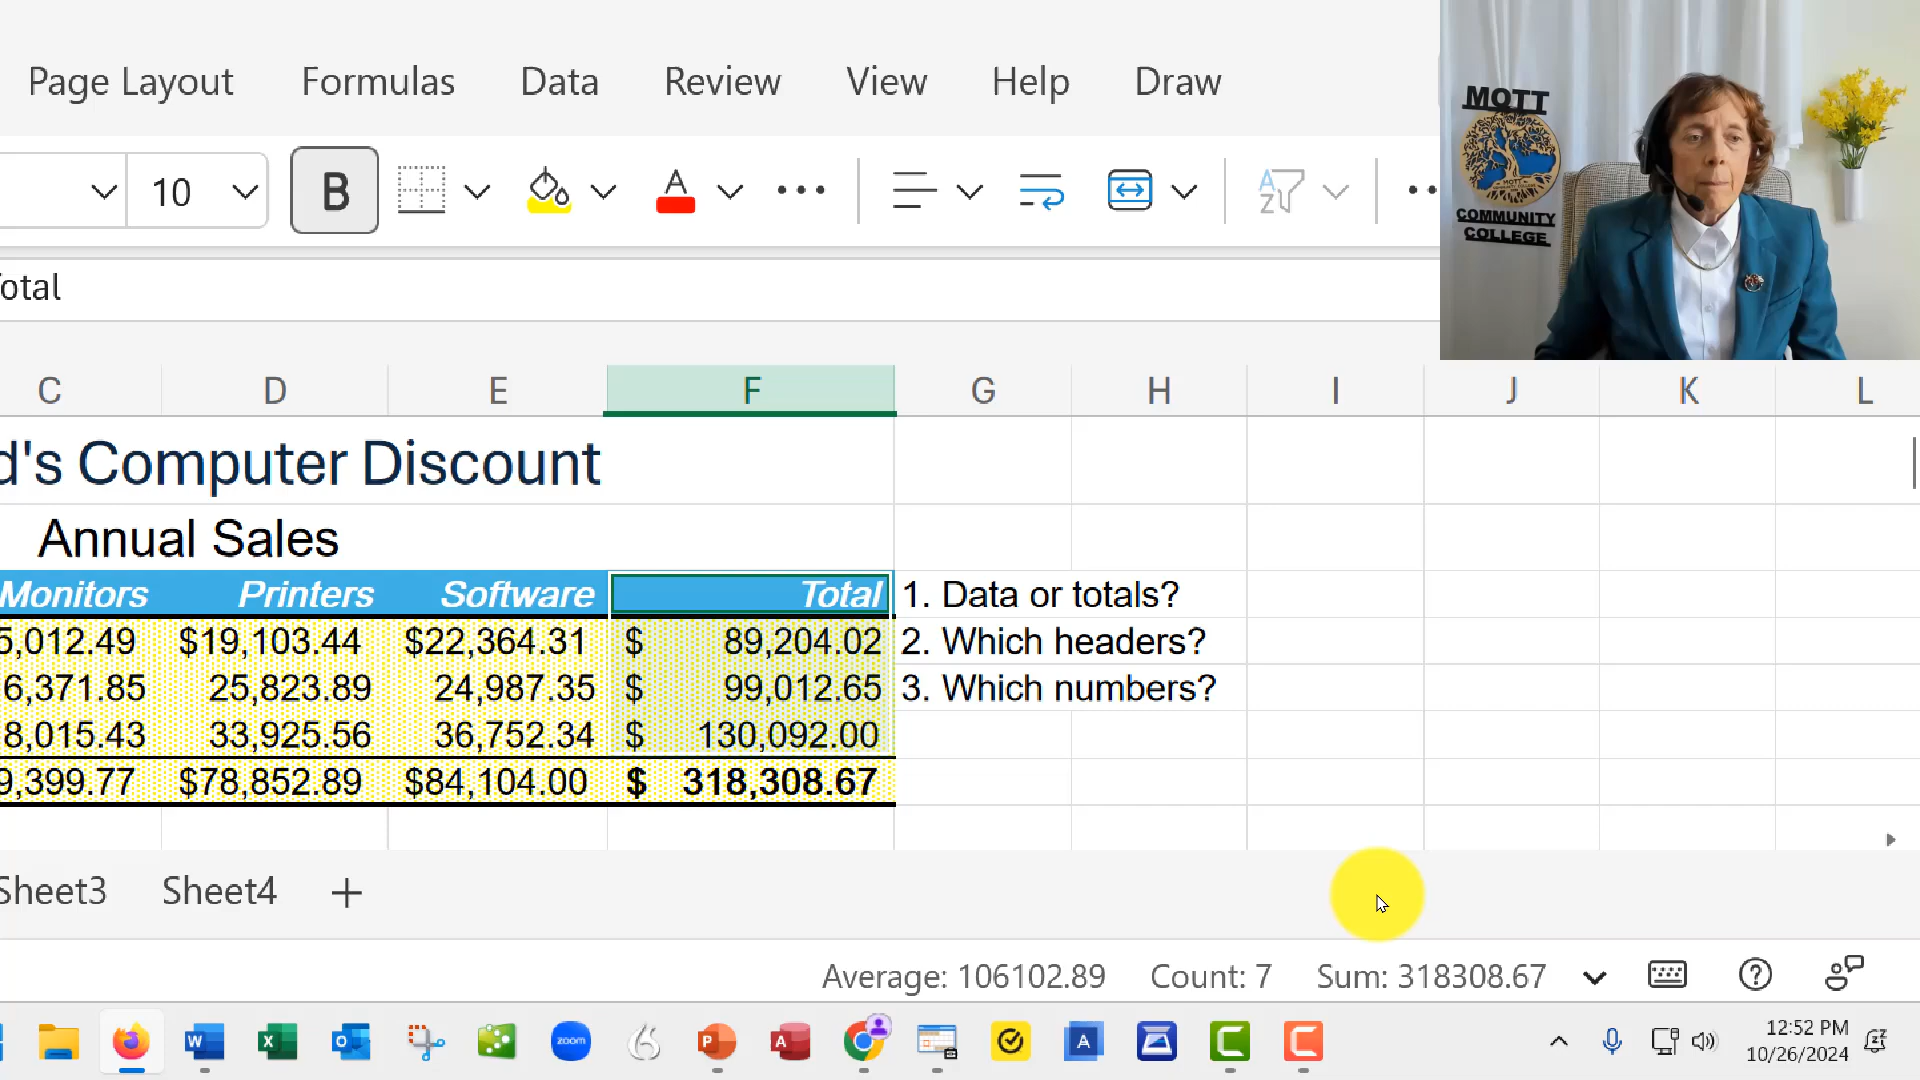 Page Layout Formulas Data Review View Help Draw
10 B A
otal
C D E F G H I J K L
d's Computer Discount
Annual Sales
Monitors Printers Software Total 1. Data or totals?
5,012.49 $19,103.44 $22,364.31 $ 89,204.02 2. Which headers?
6,371.85 25,823.89 24,987.35 $ 99,012.65 3. Which numbers?
8,015.43 33,925.56 36,752.34 $ 130,092.00
9,399.77 $78,852.89 $84,104.00 $ 318,308.67
Sheet3 Sheet4 +
Average: 106102.89 Count: 7 Sum: 318308.67
12:52 PM
10/26/2024
MOTT
COMMUNITY
COLLEGE
W X O zoom P A A C C
AZ